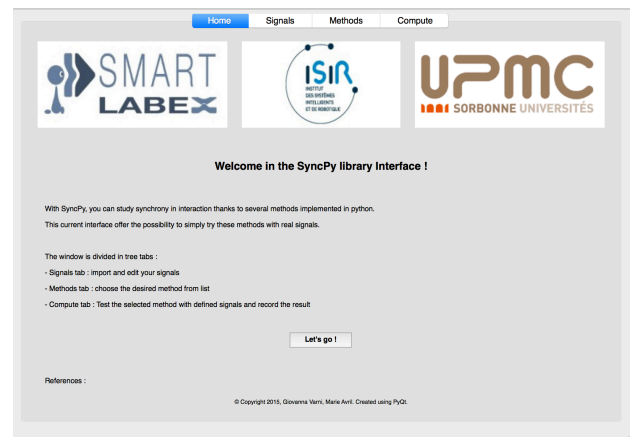 Home Signals Methods Compute
SMART
LABEX
ISIR
INSTITUT
DES SYSTÈMES
INTELLIGENTS
ET DE ROBOTIQUE
UPMC
SORBONNE UNIVERSITÉS
Welcome in the SyncPy library Interface !
With SyncPy, you can study synchrony in interaction thanks to several methods implemented in python.
This current interface offer the possibility to simply try these methods with real signals.
The window is divided in tree tabs :
- Signals tab : import and edit your signals
- Methods tab : choose the desired method from list
- Compute tab : Test the selected method with defined signals and record the result
Let's go !
References :
© Copyright 2015, Giovanna Varni, Marie Avril. Created using PyQt.